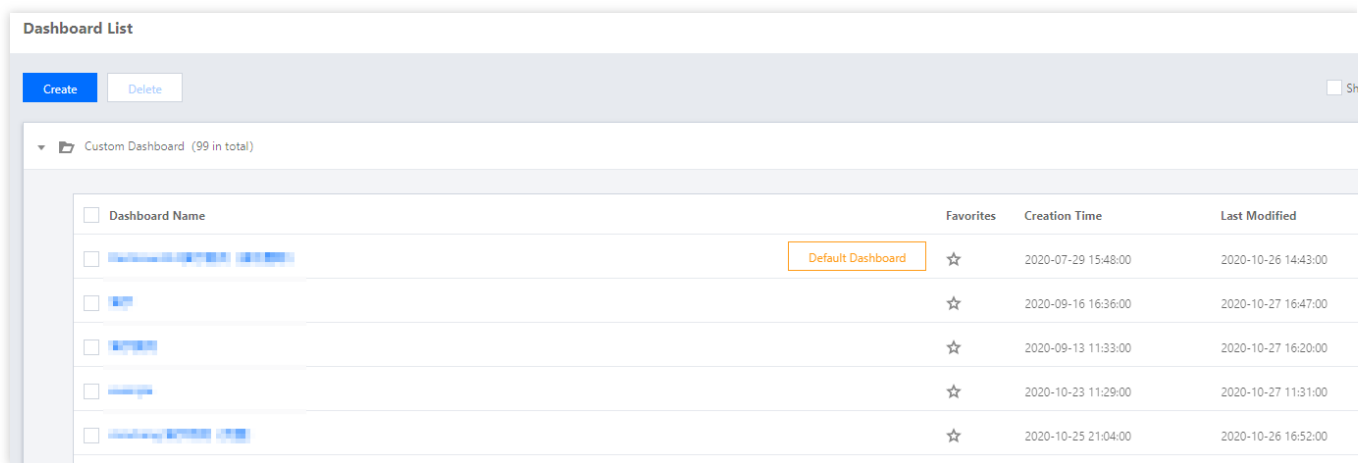 Dashboard List
Create Delete Sh
Custom Dashboard (99 in total)
Dashboard Name Favorites Creation Time Last Modified
Default Dashboard 2020-07-29 15:48:00 2020-10-26 14:43:00
2020-09-16 16:36:00 2020-10-27 16:47:00
2020-09-13 11:33:00 2020-10-27 16:20:00
2020-10-23 11:29:00 2020-10-27 11:31:00
2020-10-25 21:04:00 2020-10-26 16:52:00